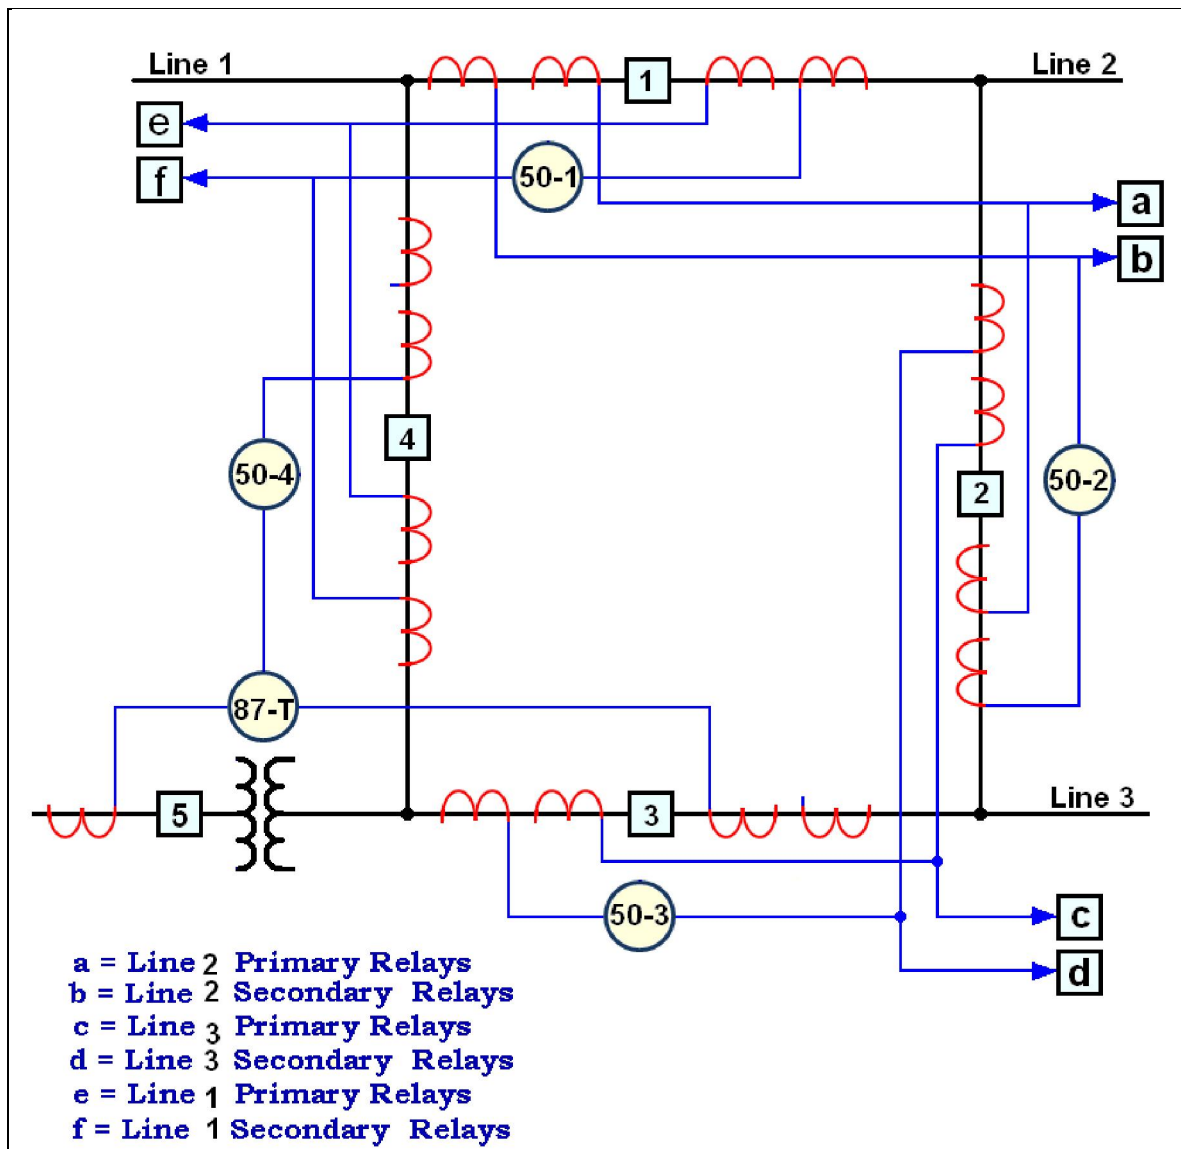 Line 1
1
Line 2
e
50-1
f
a
b
4
50-4
2
50-2
87-T
5
3
Line 3
50-3
c
d
a = Line 2 Primary Relays
b = Line 2 Secondary Relays
c = Line 3 Primary Relays
d = Line 3 Secondary Relays
e = Line 1 Primary Relays
f = Line 1 Secondary Relays